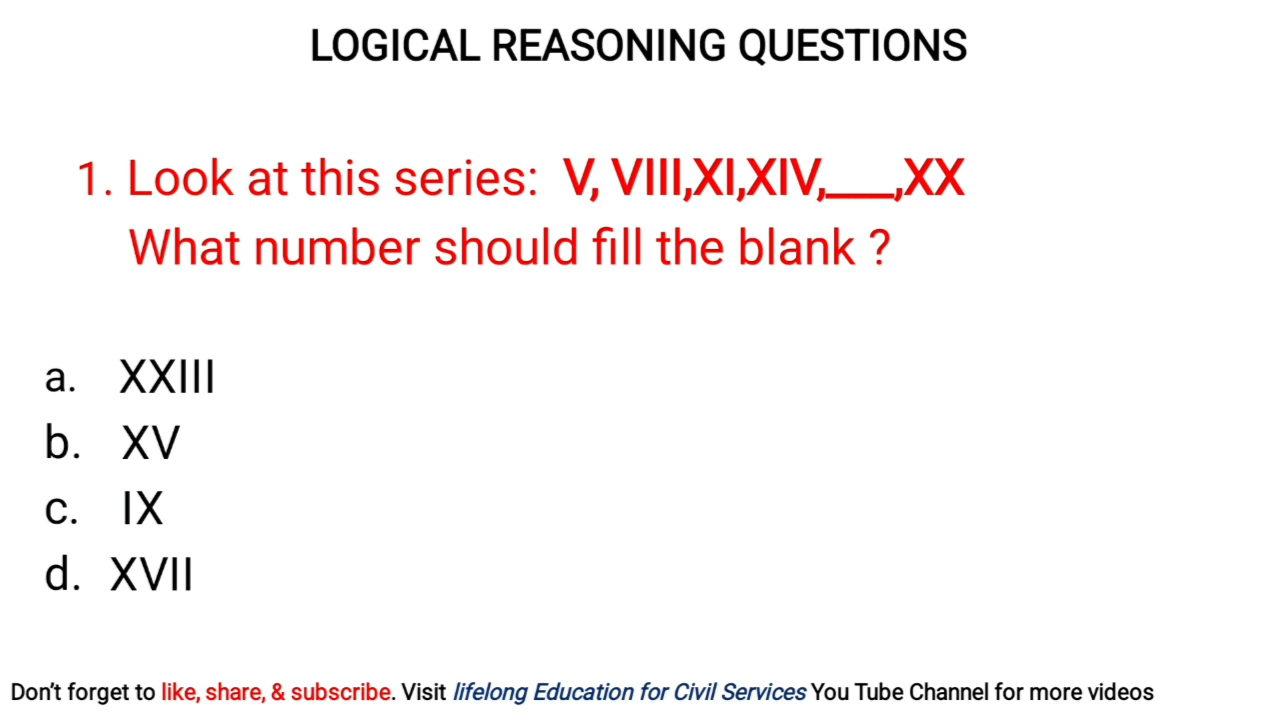 LOGICAL REASONING QUESTIONS
1. Look at this series: V, VIII,XI,XIV,___,XX
What number should fill the blank ?
a. XXIII
b. XV
c. IX
d. XVII
Don't forget to like, share, & subscribe. Visit lifelong Education for Civil Services You Tube Channel for more videos